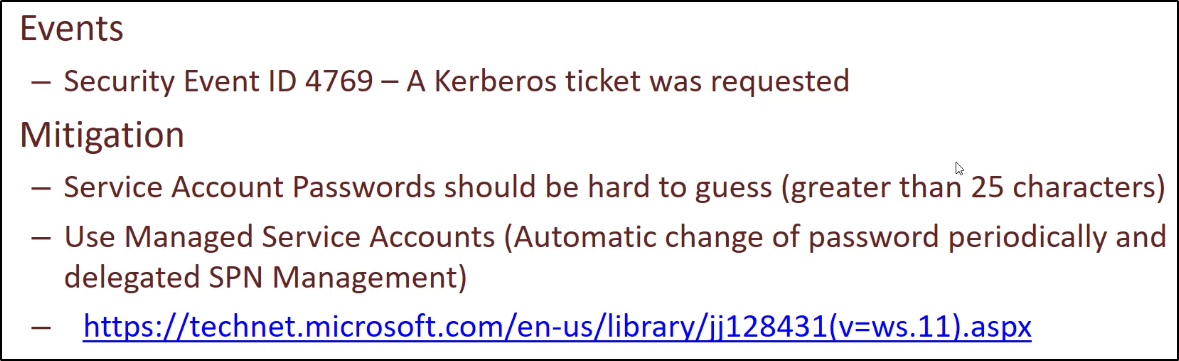 Events
– Security Event ID 4769 – A Kerberos ticket was requested
Mitigation
– Service Account Passwords should be hard to guess (greater than 25 characters)
– Use Managed Service Accounts (Automatic change of password periodically and
delegated SPN Management)
– https://technet.microsoft.com/en-us/library/jj128431(v=ws.11).aspx